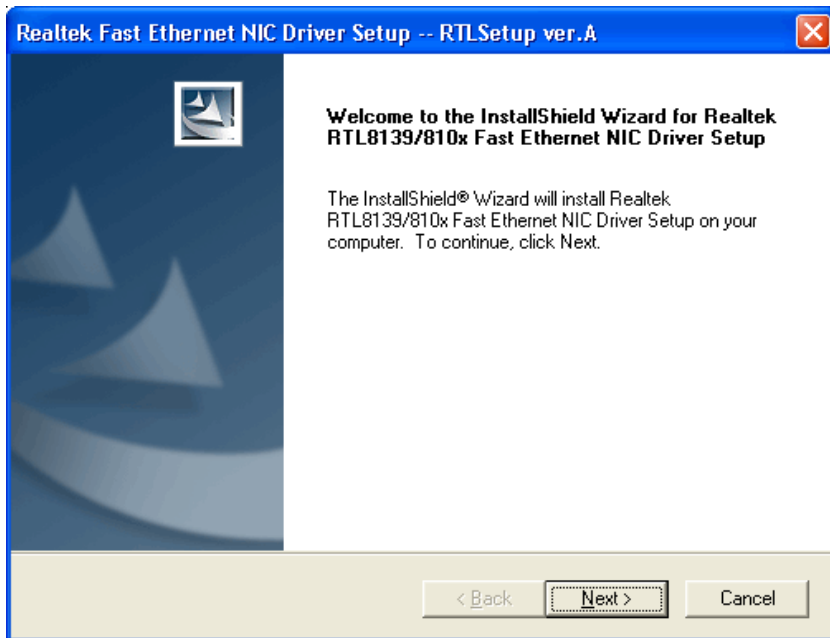 Realtek Fast Ethernet NIC Driver Setup -- RTLSetup ver.A
Welcome to the InstallShield Wizard for Realtek
RTL8139/810x Fast Ethernet NIC Driver Setup
The InstallShield® Wizard will install Realtek
RTL8139/810x Fast Ethernet NIC Driver Setup on your
computer.  To continue, click Next.
< Back
Next >
Cancel